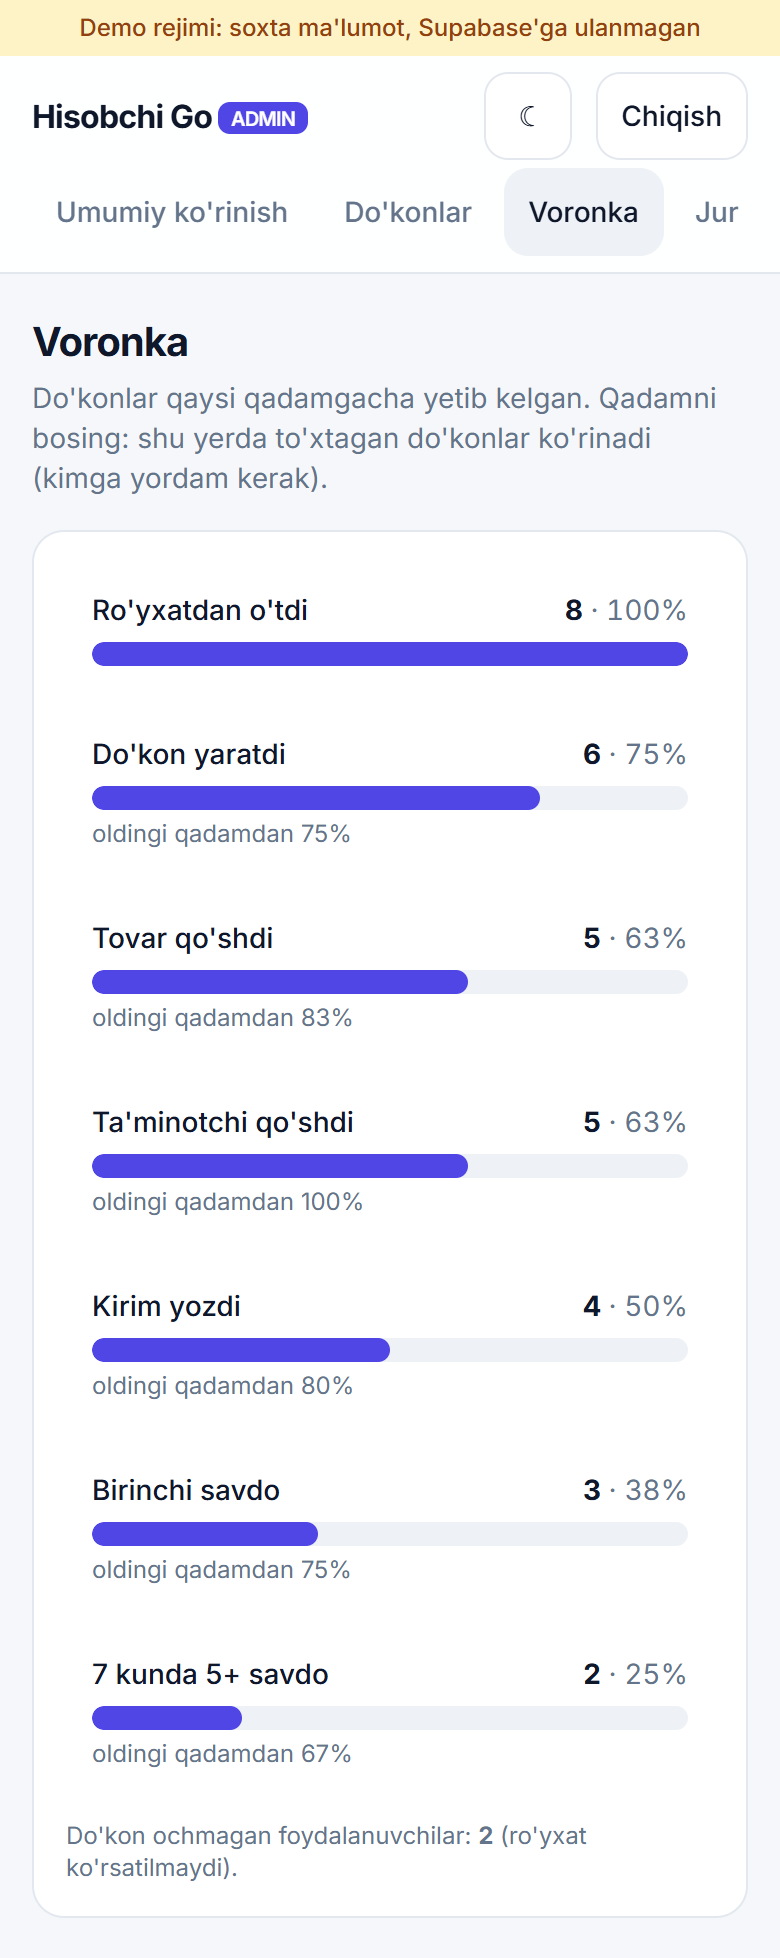 Demo rejimi: soxta ma'lumot, Supabase'ga ulanmagan
Hisobchi Go ADMIN
Chiqish
Umumiy ko'rinish Do'konlar Voronka Jur
Voronka
Do'konlar qaysi qadamgacha yetib kelgan. Qadamni
bosing: shu yerda to'xtagan do'konlar ko'rinadi
(kimga yordam kerak).
Ro'yxatdan o'tdi 8 · 100%
Do'kon yaratdi 6 · 75%
oldingi qadamdan 75%
Tovar qo'shdi 5 · 63%
oldingi qadamdan 83%
Ta'minotchi qo'shdi 5 · 63%
oldingi qadamdan 100%
Kirim yozdi 4 · 50%
oldingi qadamdan 80%
Birinchi savdo 3 · 38%
oldingi qadamdan 75%
7 kunda 5+ savdo 2 · 25%
oldingi qadamdan 67%
Do'kon ochmagan foydalanuvchilar: 2 (ro'yxat
ko'rsatilmaydi).